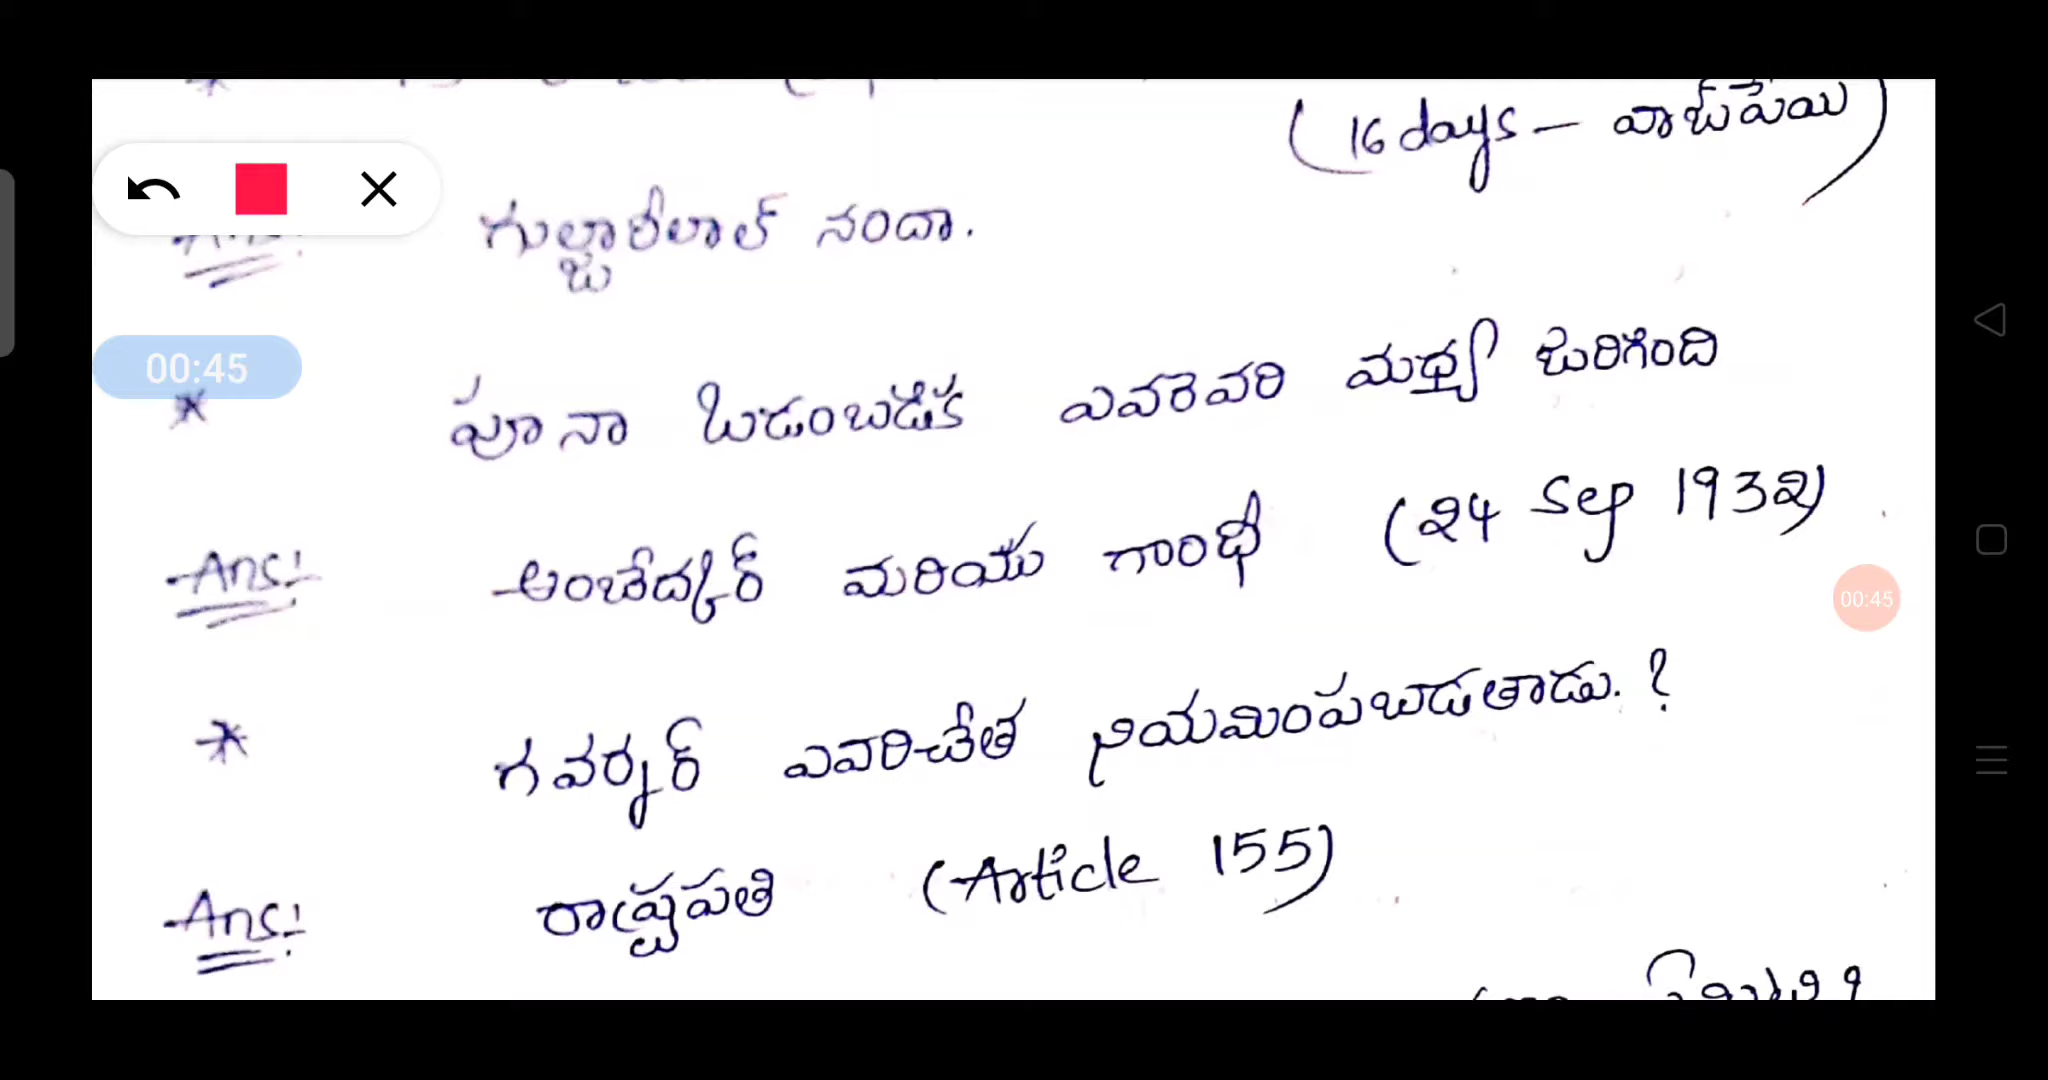 (16 days – వాజ్‌పేయి)
గుల్జారీలాల్ నందా.
00:45
* పూనా ఒడంబడిక ఎవరెవరి మధ్య జరిగింది
Ans: అంబేద్కర్ మరియు గాంధీ (24 Sep 1932)
00:45
* గవర్నర్ ఎవరిచేత నియమింపబడతాడు. ?
Ans: రాష్ట్రపతి (Article 155)